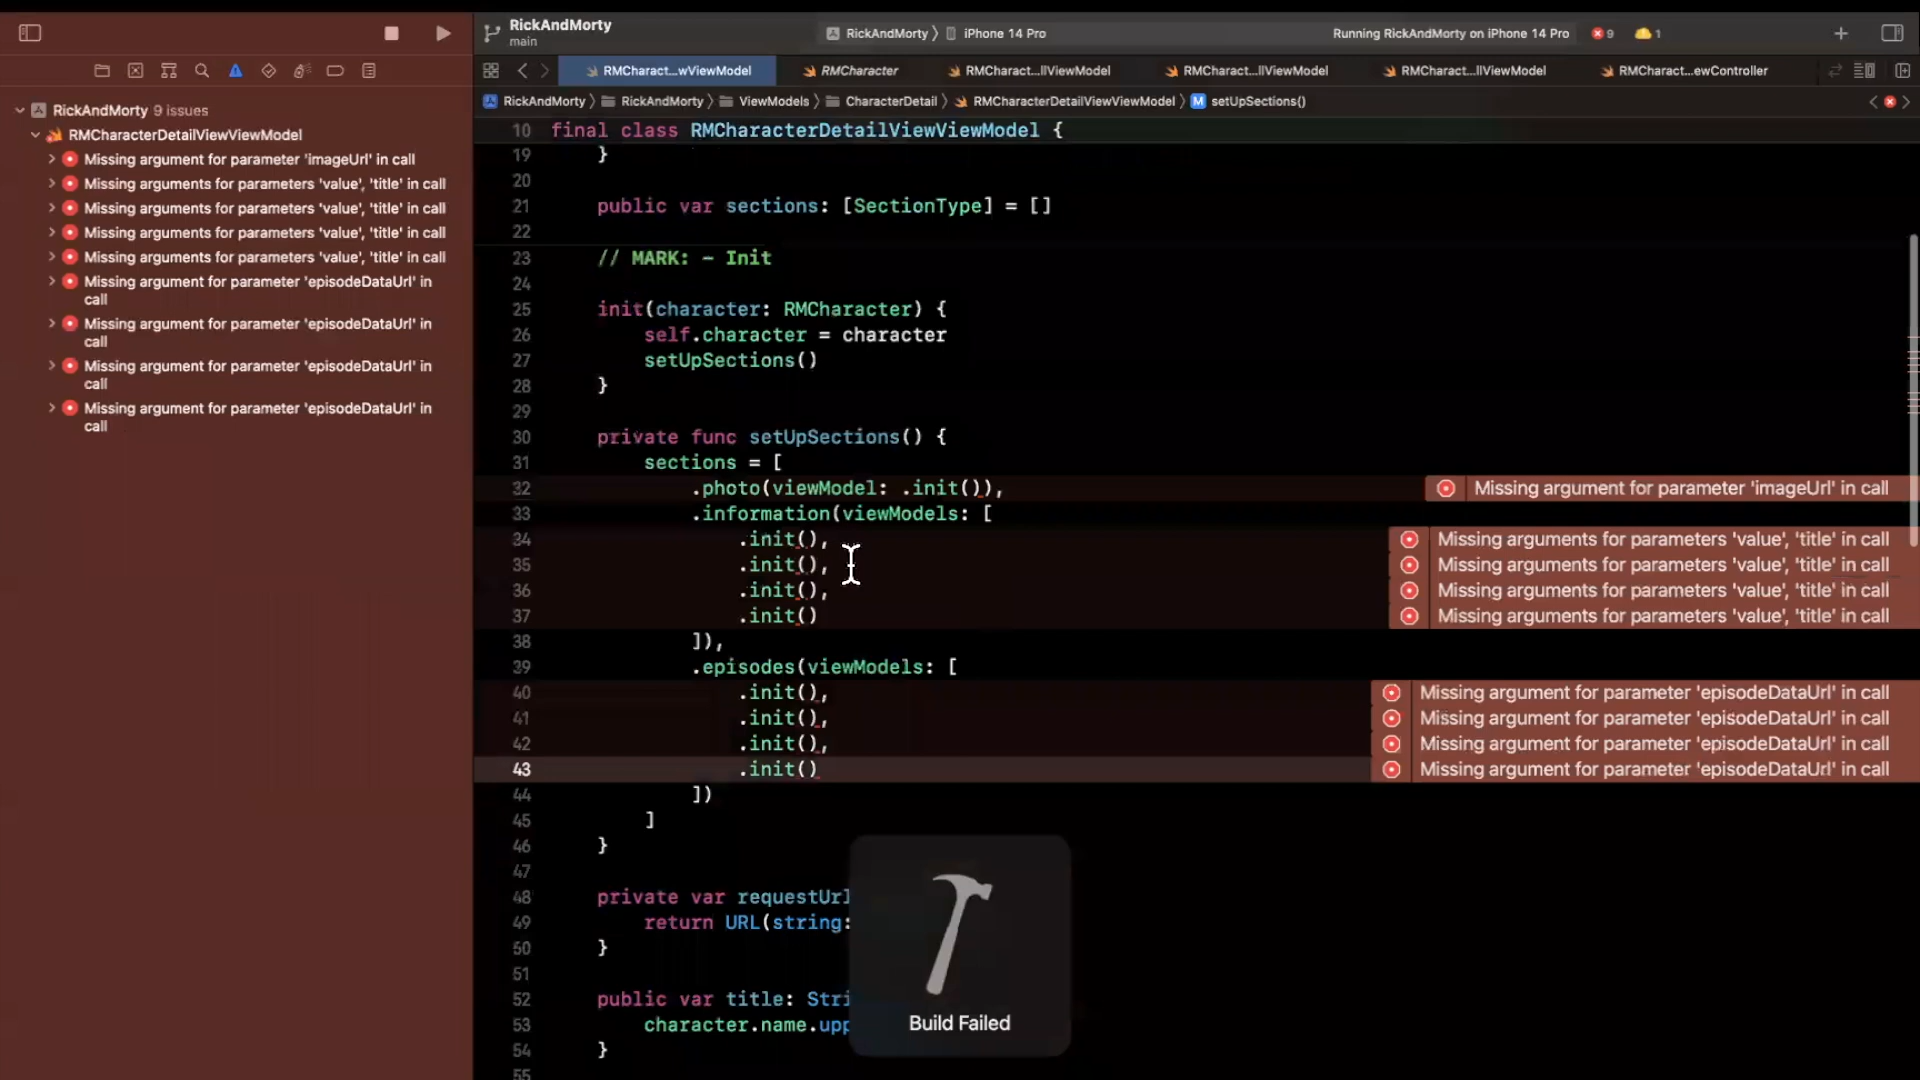 RickAndMorty
main
RickAndMorty
iPhone 14 Pro
Running RickAndMorty on iPhone 14 Pro
9
1
RMCharact...wViewModel
RMCharacter
RMCharact...llViewModel
RMCharact...llViewModel
RMCharact...llViewModel
RMCharact...ewController
RickAndMorty
RickAndMorty
ViewModels
CharacterDetail
RMCharacterDetailViewViewModel
M
setUpSections()
RickAndMorty 9 issues
RMCharacterDetailViewViewModel
Missing argument for parameter 'imageUrl' in call
Missing arguments for parameters 'value', 'title' in call
Missing arguments for parameters 'value', 'title' in call
Missing arguments for parameters 'value', 'title' in call
Missing arguments for parameters 'value', 'title' in call
Missing argument for parameter 'episodeDataUrl' in
call
Missing argument for parameter 'episodeDataUrl' in
call
Missing argument for parameter 'episodeDataUrl' in
call
Missing argument for parameter 'episodeDataUrl' in
call
10 final class RMCharacterDetailViewViewModel {
19 }
20
21 public var sections: [SectionType] = []
22
23 // MARK: - Init
24
25 init(character: RMCharacter) {
26 self.character = character
27 setUpSections()
28 }
29
30 private func setUpSections() {
31 sections = [
32 .photo(viewModel: .init()), Missing argument for parameter 'imageUrl' in call
33 .information(viewModels: [
34 .init(), Missing arguments for parameters 'value', 'title' in call
35 .init(), Missing arguments for parameters 'value', 'title' in call
36 .init(), Missing arguments for parameters 'value', 'title' in call
37 .init() Missing arguments for parameters 'value', 'title' in call
38 ]),
39 .episodes(viewModels: [
40 .init(), Missing argument for parameter 'episodeDataUrl' in call
41 .init(), Missing argument for parameter 'episodeDataUrl' in call
42 .init(), Missing argument for parameter 'episodeDataUrl' in call
43 .init() Missing argument for parameter 'episodeDataUrl' in call
44 ])
45 ]
46 }
47
48 private var requestUrl
49 return URL(string:
50 }
51
52 public var title: Stri
53 character.name.upp
54 }
55
Build Failed